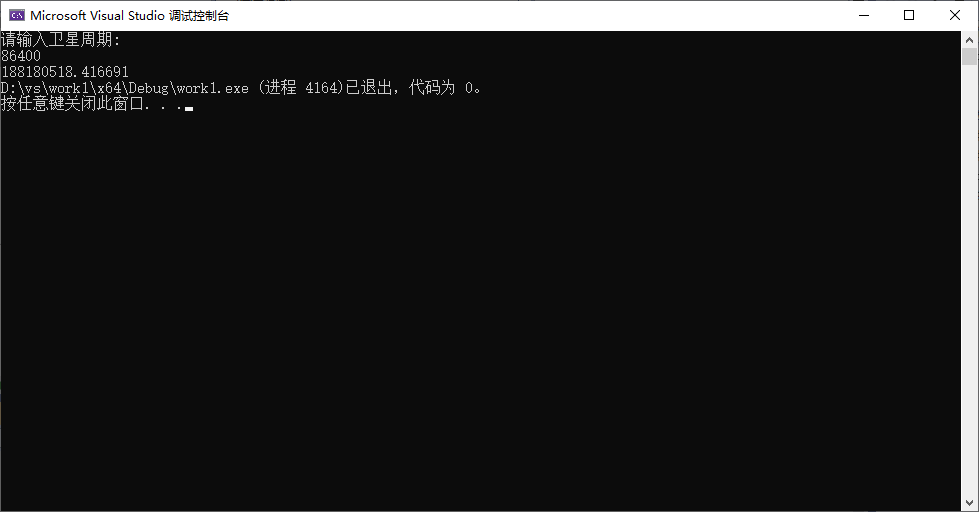 Microsoft Visual Studio 调试控制台
请输入卫星周期:
86400
188180518.416691
D:\vs\work1\x64\Debug\work1.exe (进程 4164)已退出，代码为 0。
按任意键关闭此窗口. . .